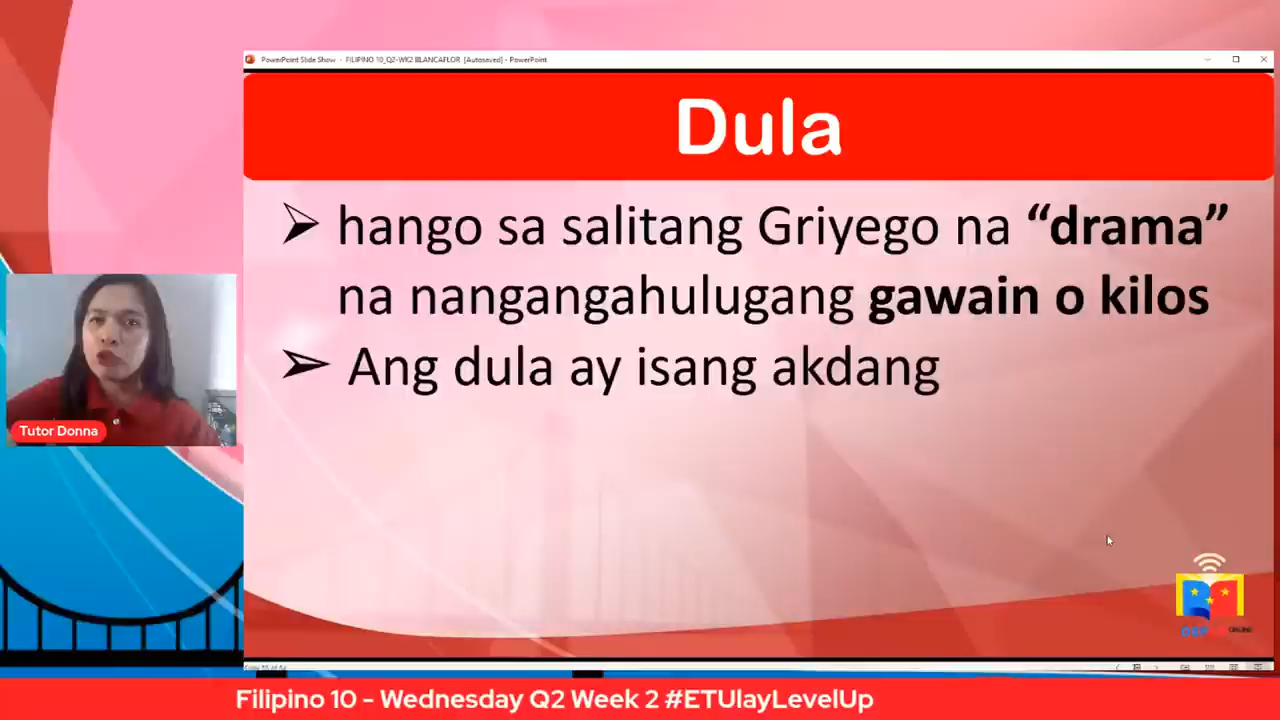 PowerPoint Slide Show - FILIPINO 10_Q2-WK2 BLANCAFLOR [Autosaved] - PowerPoint
Dula
hango sa salitang Griyego na “drama”
na nangangahulugang gawain o kilos
Ang dula ay isang akdang
Tutor Donna
ONLINE
Filipino 10 - Wednesday Q2 Week 2 #ETUlayLevelUp